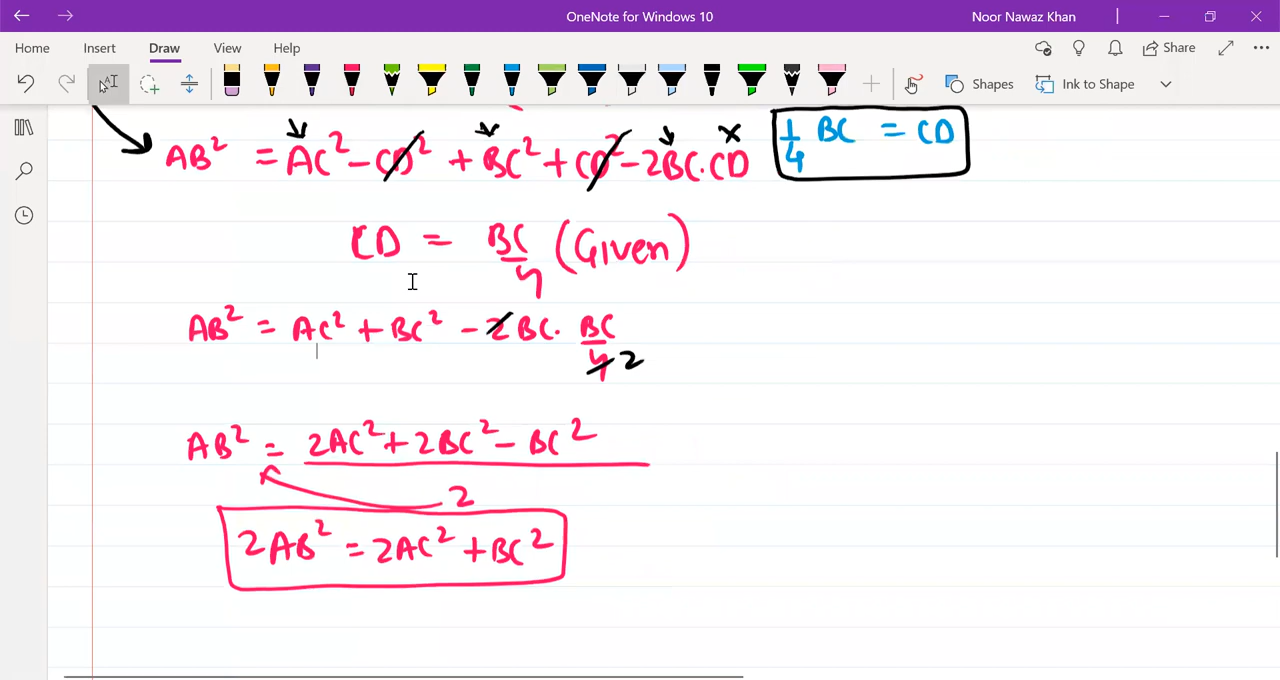 OneNote for Windows 10
Noor Nawaz Khan
Home Insert Draw View Help
Share
Shapes
Ink to Shape
AB² = AC² - CD² + BC² + CD² - 2BC.CD
1/4 BC = CD
CD = BC/4 (Given)
AB² = AC² + BC² - 2BC. BC/4 2
AB² = 2AC² + 2BC² - BC²
2
2AB² = 2AC² + BC²